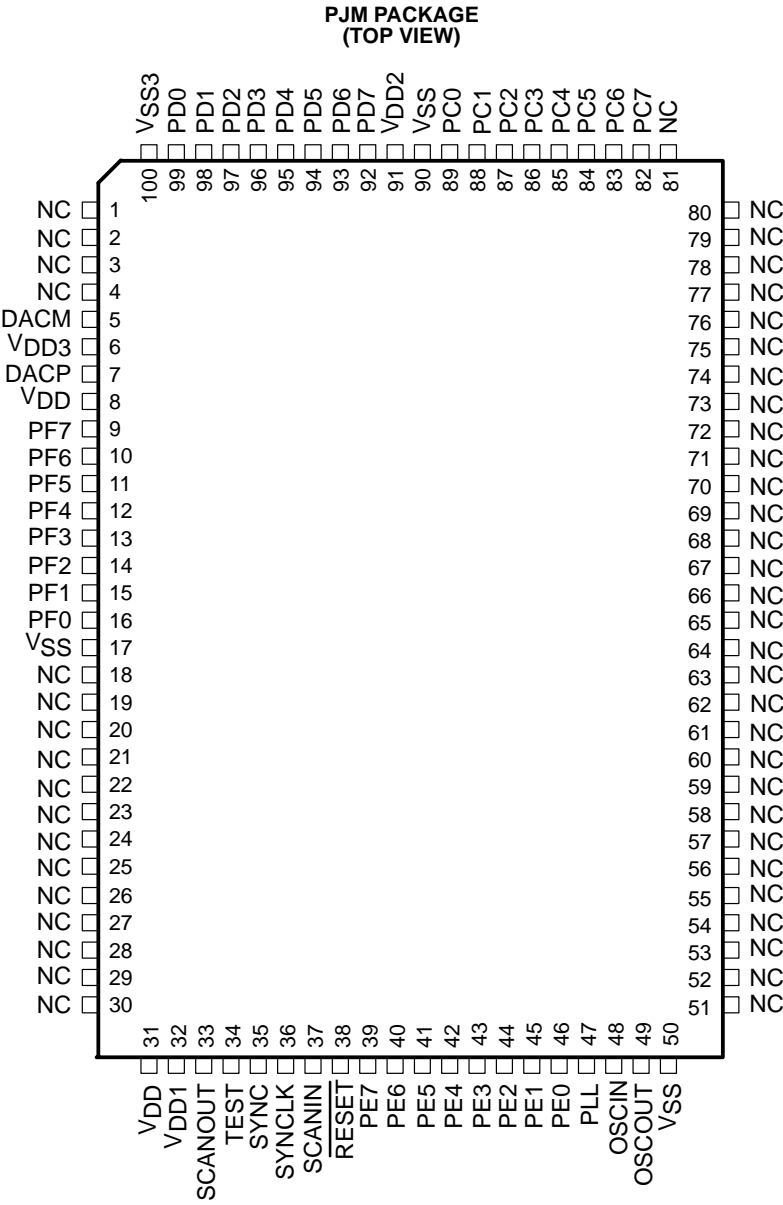 PJM PACKAGE
(TOP VIEW)
VSS3 PD0 PD1 PD2 PD3 PD4 PD5 PD6 PD7 VDD2 VSS PC0 PC1 PC2 PC3 PC4 PC5 PC6 PC7 NC
100 99 98 97 96 95 94 93 92 91 90 89 88 87 86 85 84 83 82 81
NC 1 80 NC
NC 2 79 NC
NC 3 78 NC
NC 4 77 NC
DACM 5 76 NC
VDD3 6 75 NC
DACP 7 74 NC
VDD 8 73 NC
PF7 9 72 NC
PF6 10 71 NC
PF5 11 70 NC
PF4 12 69 NC
PF3 13 68 NC
PF2 14 67 NC
PF1 15 66 NC
PF0 16 65 NC
VSS 17 64 NC
NC 18 63 NC
NC 19 62 NC
NC 20 61 NC
NC 21 60 NC
NC 22 59 NC
NC 23 58 NC
NC 24 57 NC
NC 25 56 NC
NC 26 55 NC
NC 27 54 NC
NC 28 53 NC
NC 29 52 NC
NC 30 51 NC
31 32 33 34 35 36 37 38 39 40 41 42 43 44 45 46 47 48 49 50
VDD VDD1 SCANOUT TEST SYNC SYNCLK SCANIN RESET PE7 PE6 PE5 PE4 PE3 PE2 PE1 PE0 PLL OSCIN OSCOUT VSS